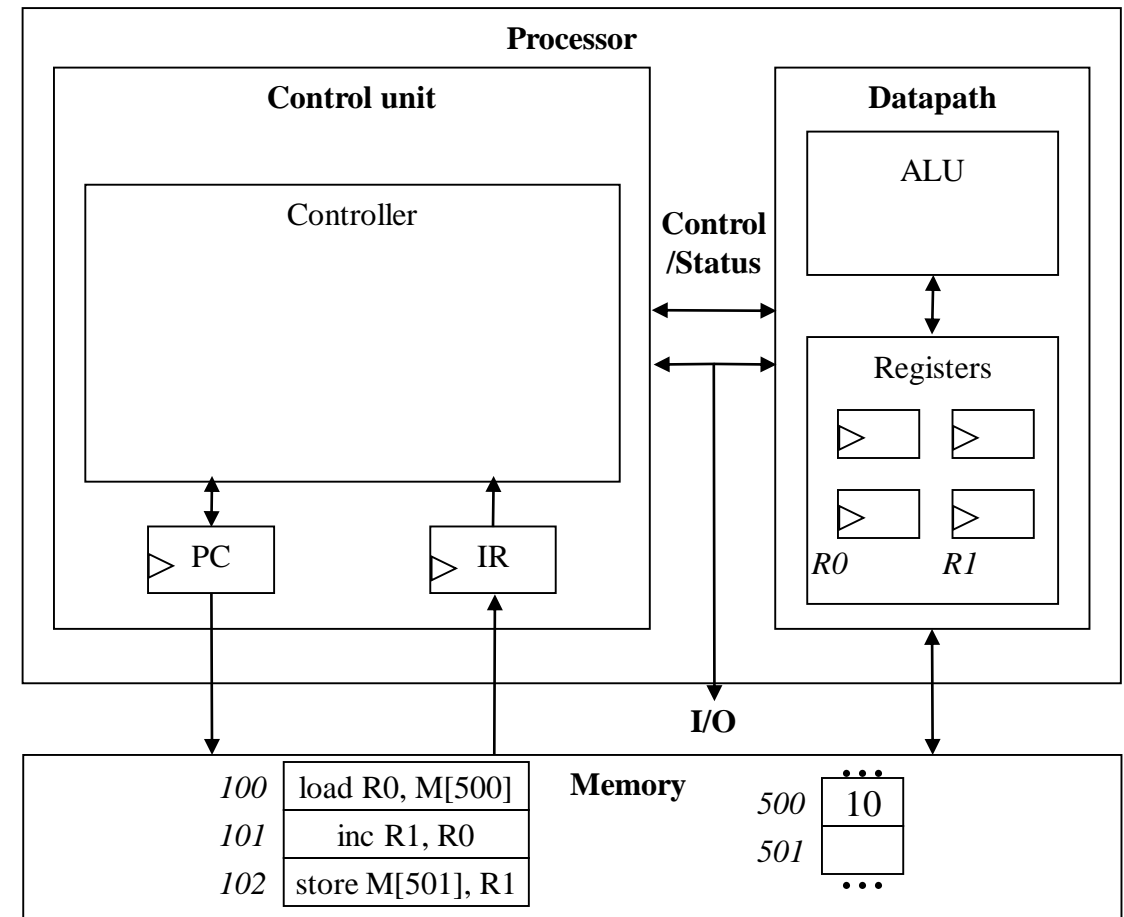 Processor
Control unit
Datapath
ALU
Controller
Control
/Status
Registers
PC
IR
R0
R1
I/O
Memory
100 load R0, M[500]
101 inc R1, R0
102 store M[501], R1
•••
500 10
501
•••